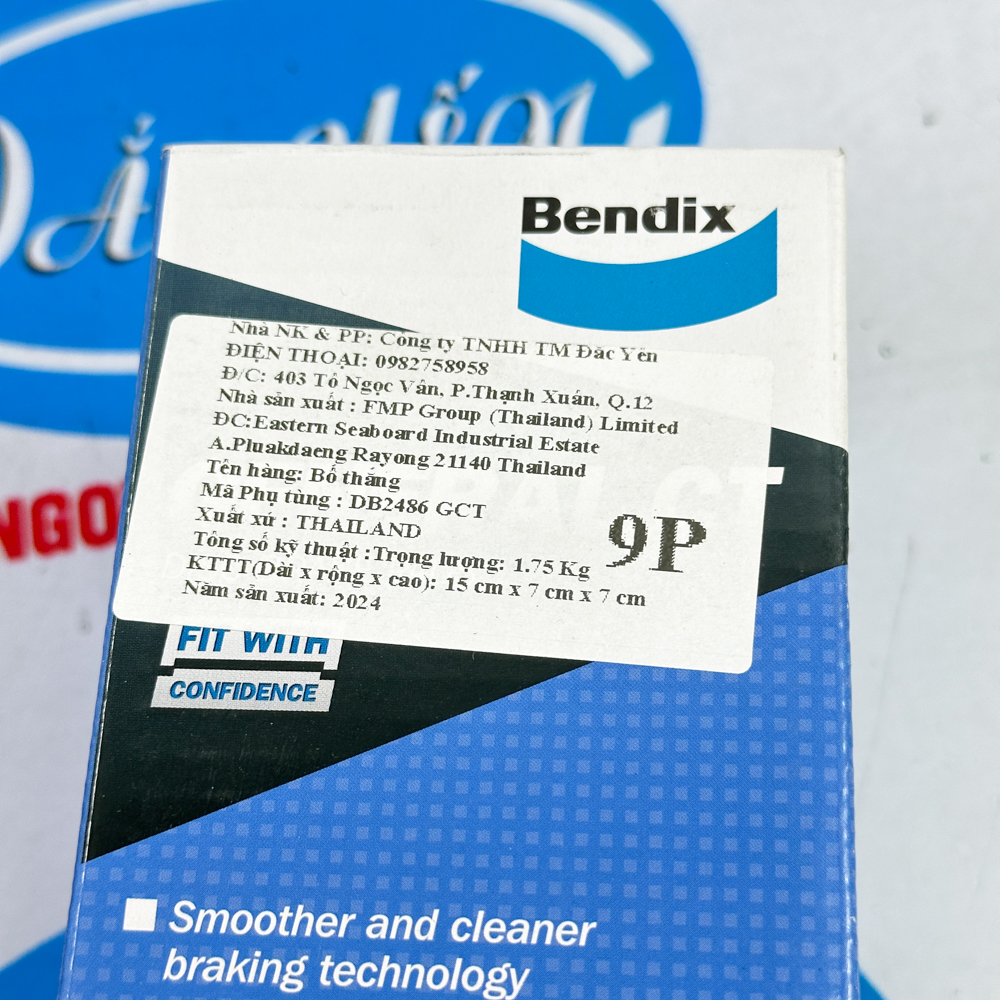 Bendix
Nhà NK & PP: Công ty TNHH TM Đắc Yến
ĐIỆN THOẠI: 0982758958
Đ/C: 403 Tô Ngọc Vân, P.Thạnh Xuân, Q.12
Nhà sản xuất : FMP Group (Thailand) Limited
ĐC:Eastern Seaboard Industrial Estate
A.Pluakdaeng Rayong 21140 Thailand
Tên hàng: Bố thắng
Mã Phụ tùng : DB2486 GCT
Xuất xứ : THAILAND
9P
Tổng số kỹ thuật :Trọng lượng: 1.75 Kg
KTTT(Dài x rộng x cao): 15 cm x 7 cm x 7 cm
Năm sản xuất: 2024
FIT WITH
CONFIDENCE
Smoother and cleaner
braking technology